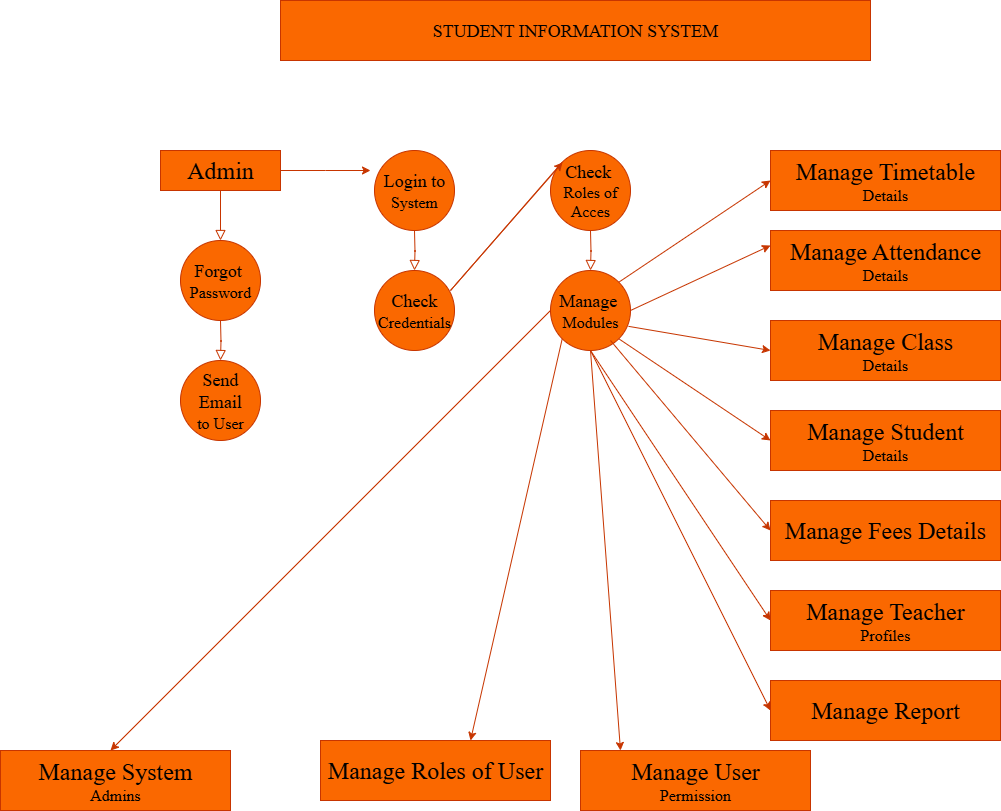 STUDENT INFORMATION SYSTEM
Admin
Login to
System
Check
Roles of
Acces
Manage Timetable
Details
Forgot
Password
Check
Credentials
Manage
Modules
Manage Attendance
Details
Manage Class
Details
Send
Email
to User
Manage Student
Details
Manage Fees Details
Manage Teacher
Profiles
Manage Report
Manage System
Admins
Manage Roles of User
Manage User
Permission